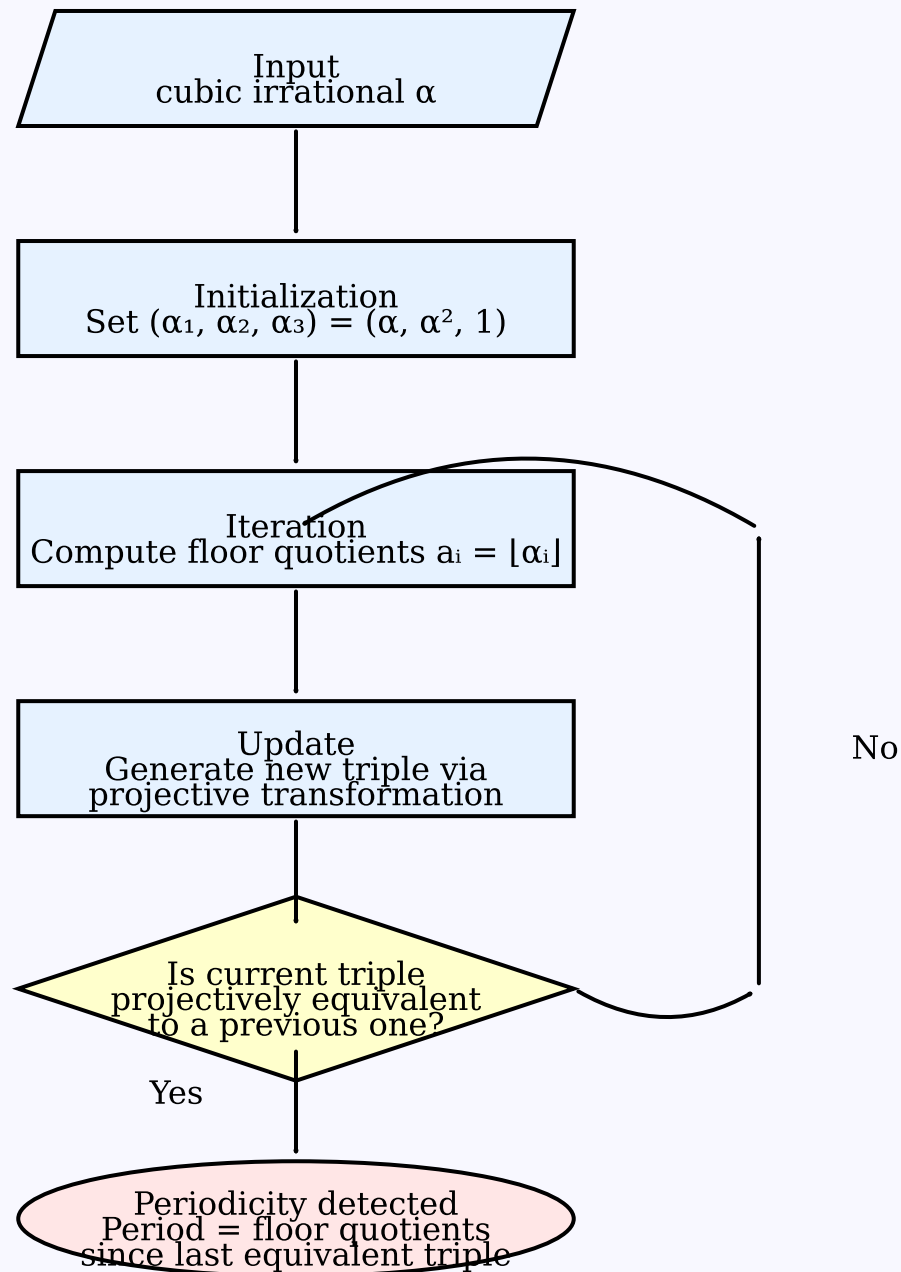 Input
cubic irrational α
Initialization
Set (α₁, α₂, α₃) = (α, α², 1)
Iteration
Compute floor quotients aᵢ = ⌊αᵢ⌋
Update
Generate new triple via
projective transformation
No
Is current triple
projectively equivalent
to a previous one?
Yes
Periodicity detected
Period = floor quotients
since last equivalent triple